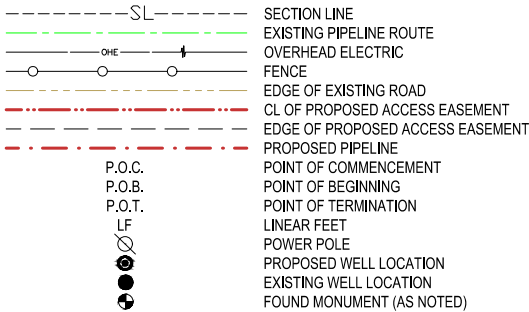 SL SECTION LINE
EXISTING PIPELINE ROUTE
OHE OVERHEAD ELECTRIC
FENCE
EDGE OF EXISTING ROAD
CL OF PROPOSED ACCESS EASEMENT
EDGE OF PROPOSED ACCESS EASEMENT
PROPOSED PIPELINE
P.O.C. POINT OF COMMENCEMENT
P.O.B. POINT OF BEGINNING
P.O.T. POINT OF TERMINATION
LF LINEAR FEET
POWER POLE
PROPOSED WELL LOCATION
EXISTING WELL LOCATION
FOUND MONUMENT (AS NOTED)